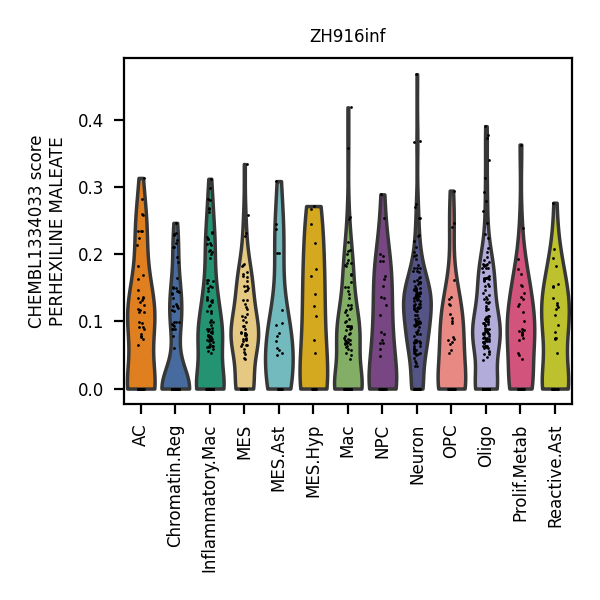 ZH916inf
CHEMBL1334033 score
PERHEXILINE MALEATE
0.4
0.3
0.2
0.1
0.0
AC
Chromatin.Reg
Inflammatory.Mac
MES
MES.Ast
MES.Hyp
Mac
NPC
Neuron
OPC
Oligo
Prolif.Metab
Reactive.Ast